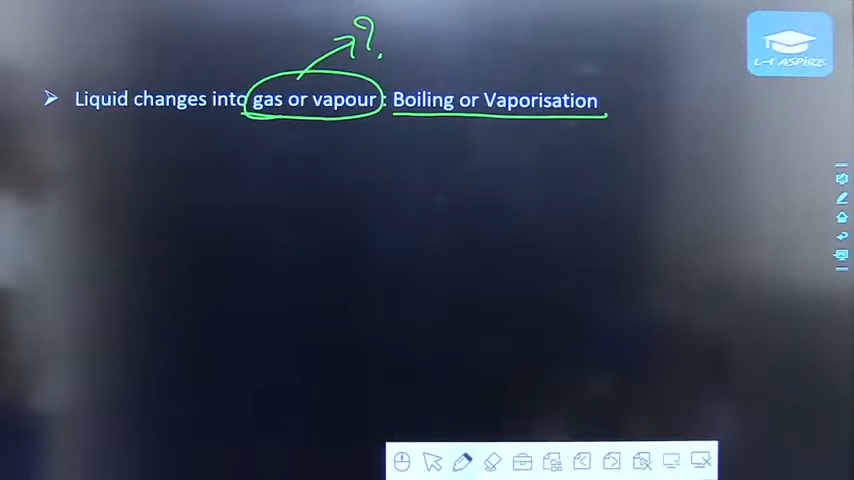 ?
L-1 ASPIRE
➢ Liquid changes into gas or vapour : Boiling or Vaporisation